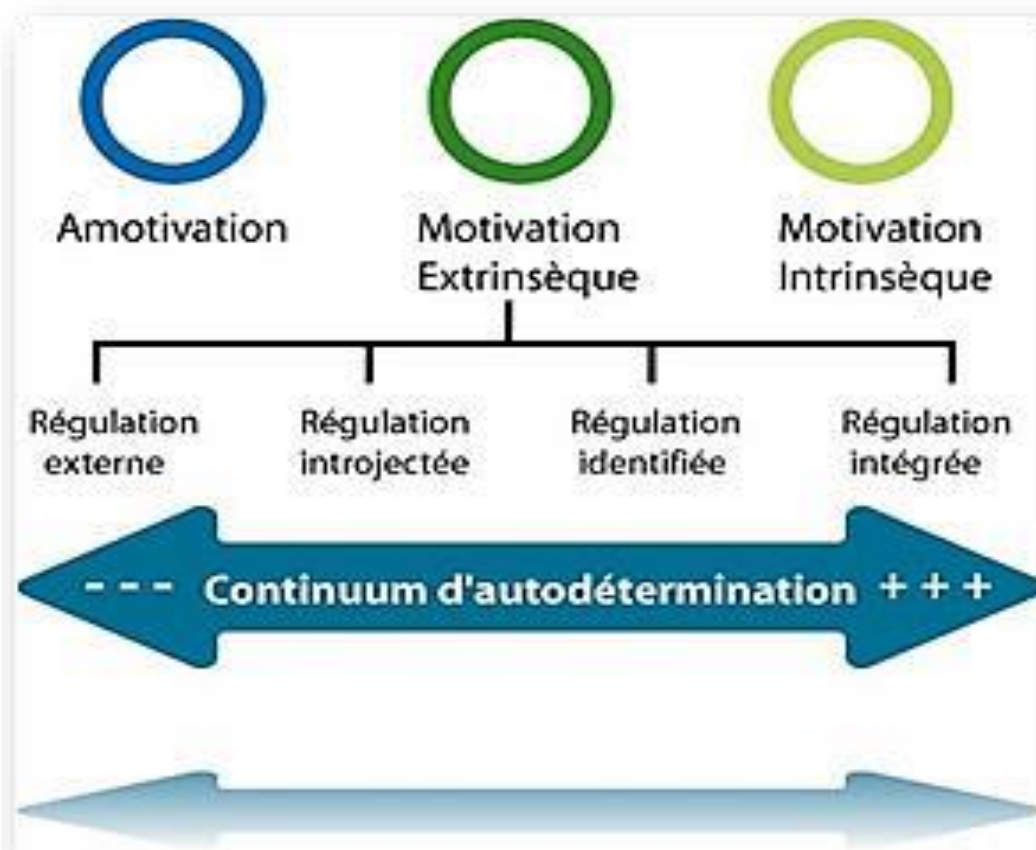 Amotivation
Motivation
Extrinsèque
Motivation
Intrinsèque
Régulation
externe
Régulation
introjectée
Régulation
identifiée
Régulation
intégrée
- - - Continuum d'autodétermination + + +